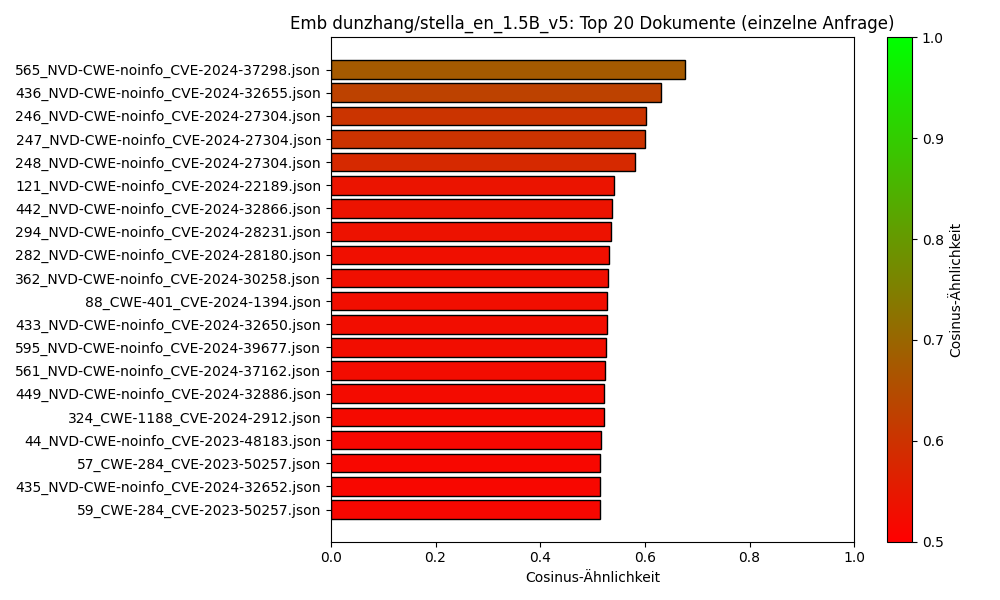 Emb dunzhang/stella_en_1.5B_v5: Top 20 Dokumente (einzelne Anfrage)
565_NVD-CWE-noinfo_CVE-2024-37298.json
436_NVD-CWE-noinfo_CVE-2024-32655.json
246_NVD-CWE-noinfo_CVE-2024-27304.json
247_NVD-CWE-noinfo_CVE-2024-27304.json
248_NVD-CWE-noinfo_CVE-2024-27304.json
121_NVD-CWE-noinfo_CVE-2024-22189.json
442_NVD-CWE-noinfo_CVE-2024-32866.json
294_NVD-CWE-noinfo_CVE-2024-28231.json
282_NVD-CWE-noinfo_CVE-2024-28180.json
362_NVD-CWE-noinfo_CVE-2024-30258.json
88_CWE-401_CVE-2024-1394.json
433_NVD-CWE-noinfo_CVE-2024-32650.json
595_NVD-CWE-noinfo_CVE-2024-39677.json
561_NVD-CWE-noinfo_CVE-2024-37162.json
449_NVD-CWE-noinfo_CVE-2024-32886.json
324_CWE-1188_CVE-2024-2912.json
44_NVD-CWE-noinfo_CVE-2023-48183.json
57_CWE-284_CVE-2023-50257.json
435_NVD-CWE-noinfo_CVE-2024-32652.json
59_CWE-284_CVE-2023-50257.json
0.0 0.2 0.4 0.6 0.8 1.0
Cosinus-Ähnlichkeit
1.0
0.9
0.8
0.7
0.6
0.5
Cosinus-Ähnlichkeit